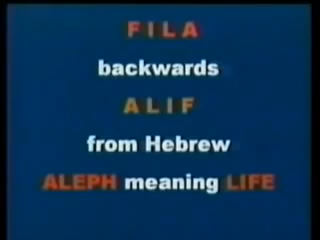 FILA
backwards
ALIF
from Hebrew
ALEPH meaning LIFE